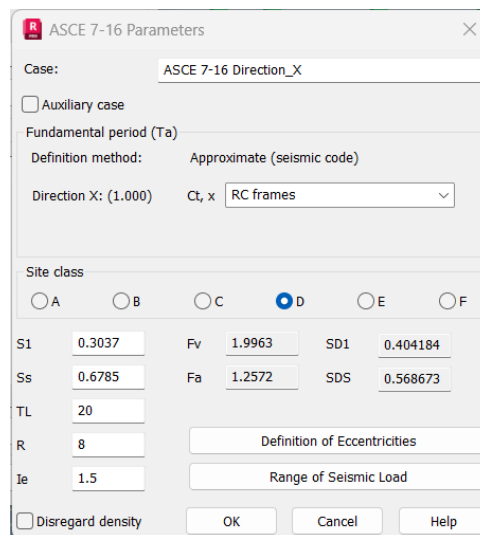 R PRO ASCE 7-16 Parameters
Case: ASCE 7-16 Direction_X
Auxiliary case
Fundamental period (Ta)
Definition method: Approximate (seismic code)
Direction X: (1.000) Ct, x RC frames
Site class
A B C D E F
S1 0.3037 Fv 1.9963 SD1 0.404184
Ss 0.6785 Fa 1.2572 SDS 0.568673
TL 20
R 8 Definition of Eccentricities
Ie 1.5 Range of Seismic Load
Disregard density OK Cancel Help